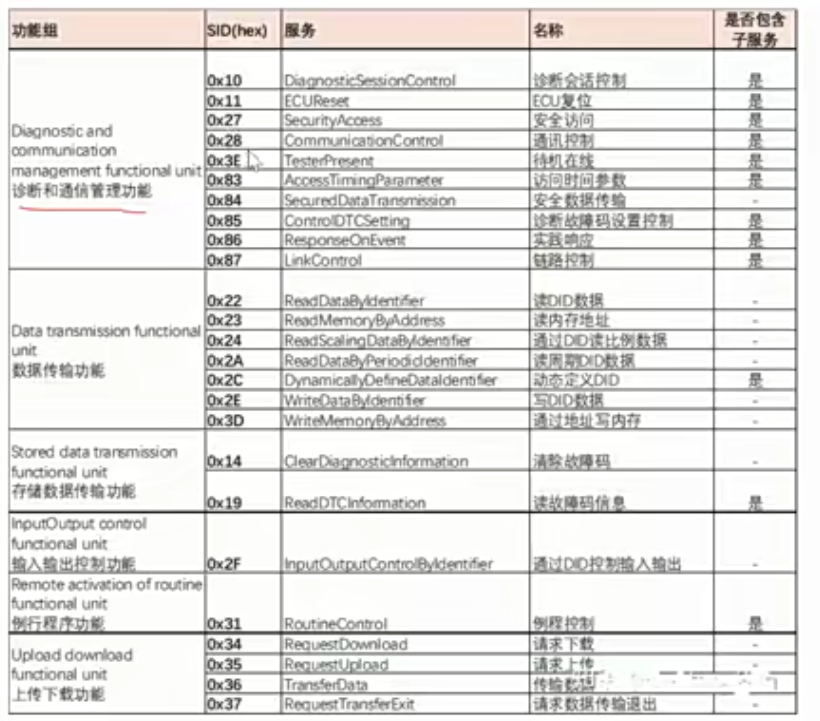 功能组 SID(hex) 服务 名称 是否包含
子服务
Diagnostic and
communication
management functional unit
诊断和通信管理功能
0x10 DiagnosticSessionControl 诊断会话控制 是
0x11 ECUReset ECU复位 是
0x27 SecurityAccess 安全访问 是
0x28 CommunicationControl 通讯控制 是
0x3E TesterPresent 待机在线 是
0x83 AccessTimingParameter 访问时间参数 是
0x84 SecuredDataTransmission 安全数据传输 -
0x85 ControlDTCSetting 诊断故障码设置控制 是
0x86 ResponseOnEvent 实践响应 是
0x87 LinkControl 链路控制 是
Data transmission functional
unit
数据传输功能
0x22 ReadDataByIdentifier 读DID数据 -
0x23 ReadMemoryByAddress 读内存地址 -
0x24 ReadScalingDataByIdentifier 通过DID读比例数据 -
0x2A ReadDataByPeriodicIdentifier 读周期DID数据 -
0x2C DynamicallyDefineDataIdentifier 动态定义DID 是
0x2E WriteDataByIdentifier 写DID数据 -
0x3D WriteMemoryByAddress 通过地址写内存 -
Stored data transmission
functional unit
存储数据传输功能
0x14 ClearDiagnosticInformation 清除故障码 -
0x19 ReadDTCInformation 读故障码信息 是
InputOutput control
functional unit
输入输出控制功能
0x2F InputOutputControlByIdentifier 通过DID控制输入输出 -
Remote activation of routine
functional unit
例行程序功能
0x31 RoutineControl 例程控制 是
Upload download
functional unit
上传下载功能
0x34 RequestDownload 请求下载 -
0x35 RequestUpload 请求上传 -
0x36 TransferData 传输数据
0x37 RequestTransferExit 请求数据传输退出 -